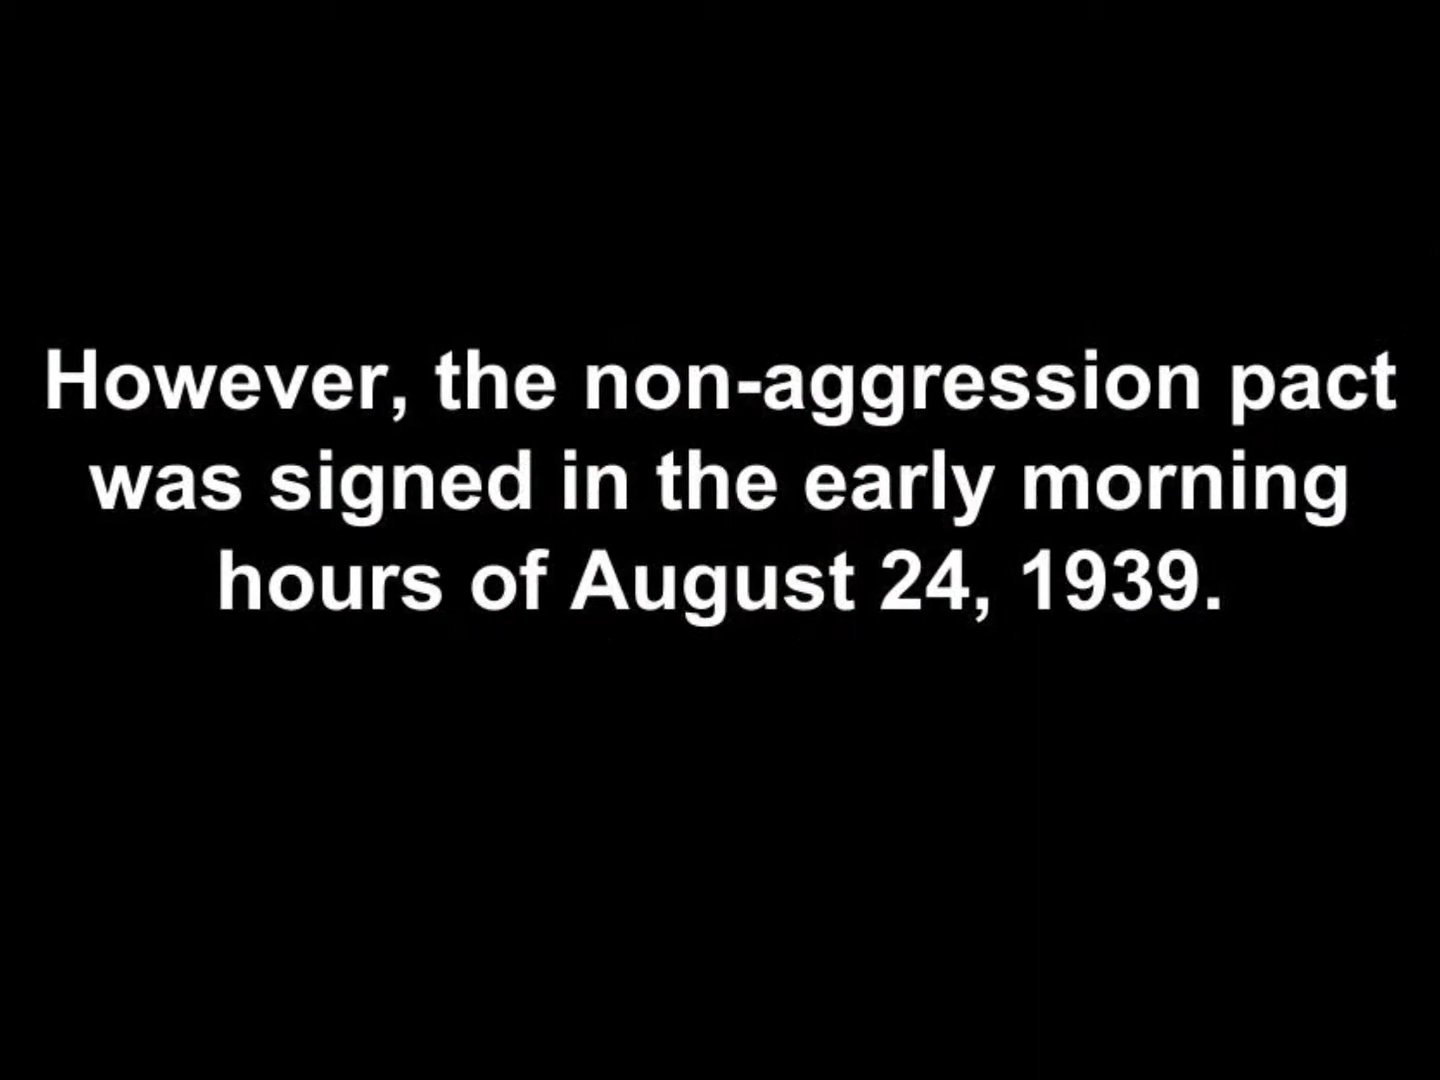 However, the non-aggression pact
was signed in the early morning
hours of August 24, 1939.